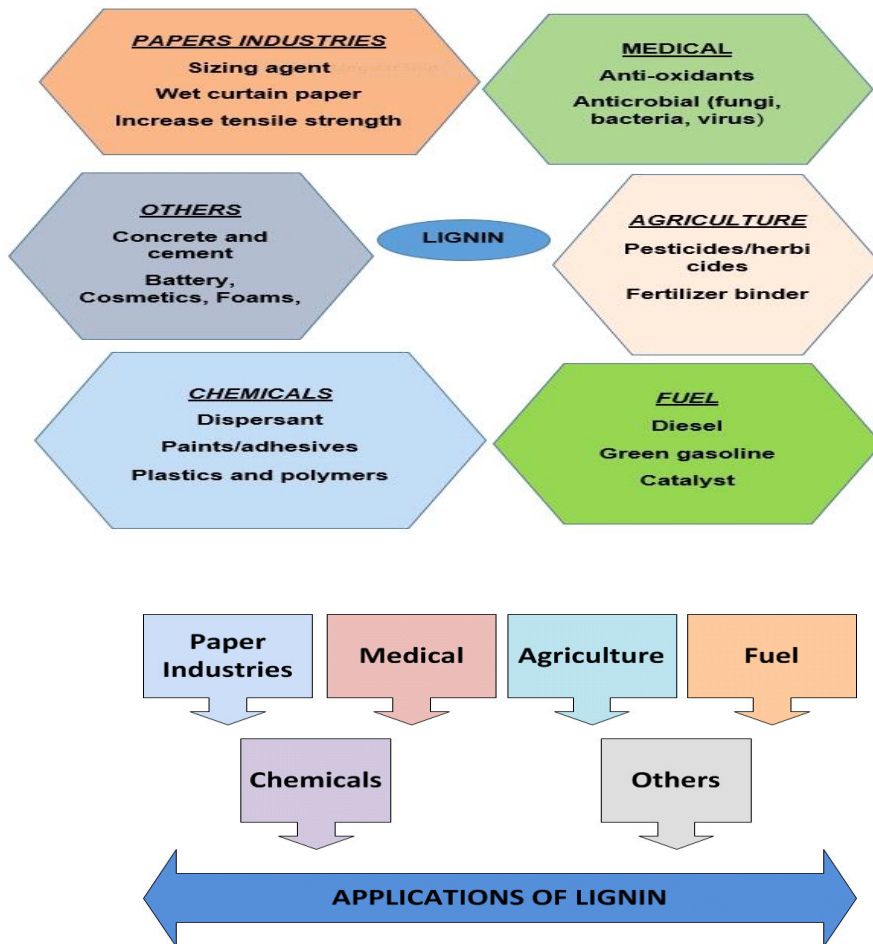 PAPERS INDUSTRIES
Sizing agent
Wet curtain paper
Increase tensile strength
MEDICAL
Anti-oxidants
Anticrobial (fungi,
bacteria, virus)
OTHERS
Concrete and
cement
Battery,
Cosmetics, Foams,
LIGNIN
AGRICULTURE
Pesticides/herbi
cides
Fertilizer binder
CHEMICALS
Dispersant
Paints/adhesives
Plastics and polymers
FUEL
Diesel
Green gasoline
Catalyst
Paper
Industries
Medical
Agriculture
Fuel
Chemicals
Others
APPLICATIONS OF LIGNIN